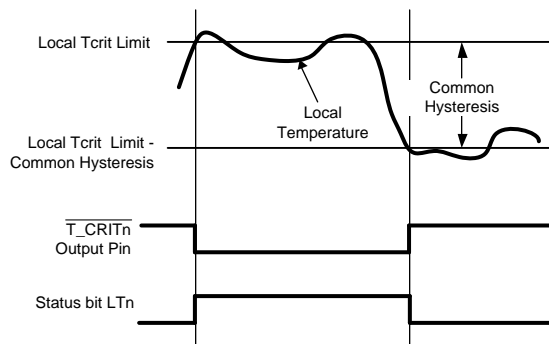 Local Tcrit Limit
Common
Hysteresis
Local
Temperature
Local Tcrit Limit -
Common Hysteresis
T_CRITn
Output Pin
Status bit LTn